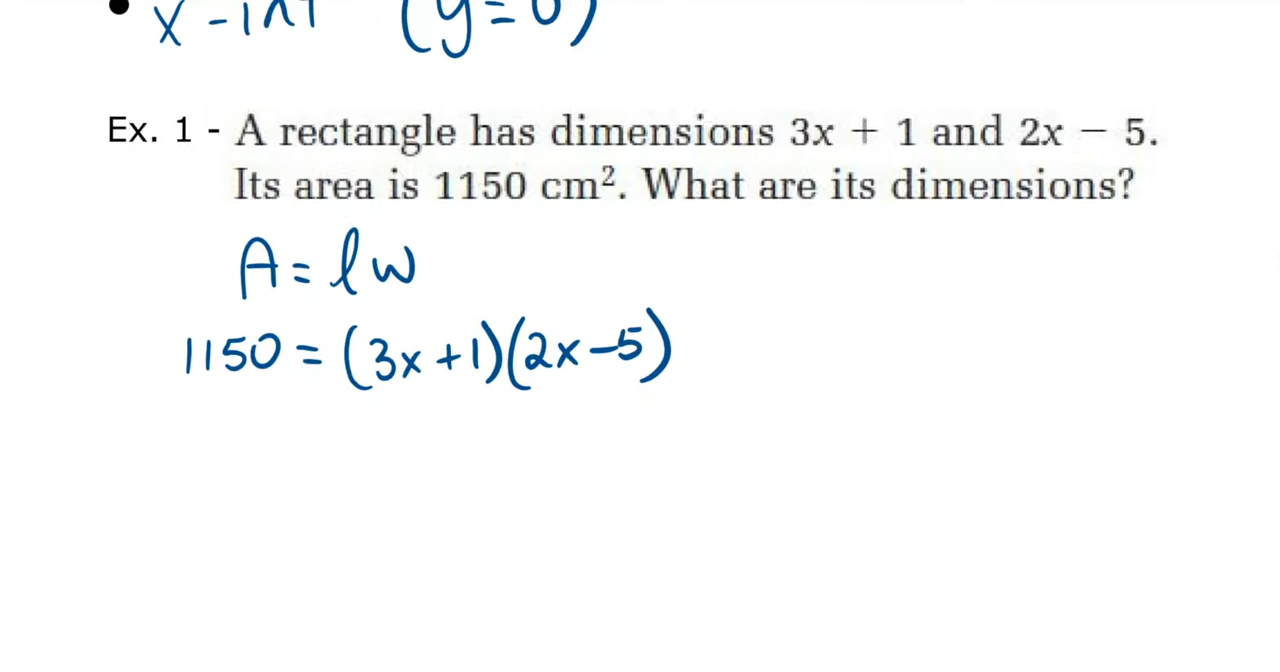 • x-int (y=0)
Ex. 1 - A rectangle has dimensions 3x + 1 and 2x − 5.
Its area is 1150 cm². What are its dimensions?
A = lw
1150 = (3x+1)(2x-5)